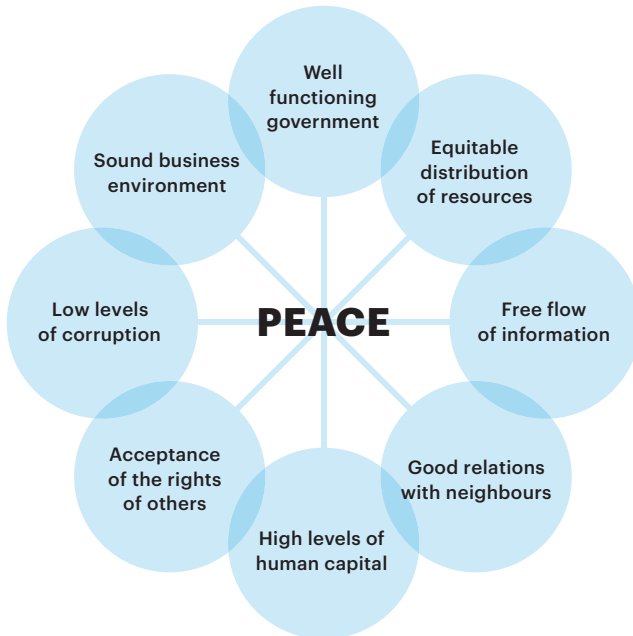 Well
functioning
government
Equitable
distribution
of resources
Free flow
of information
Good relations
with neighbours
High levels of
human capital
Acceptance
of the rights
of others
Low levels
of corruption
Sound business
environment
PEACE